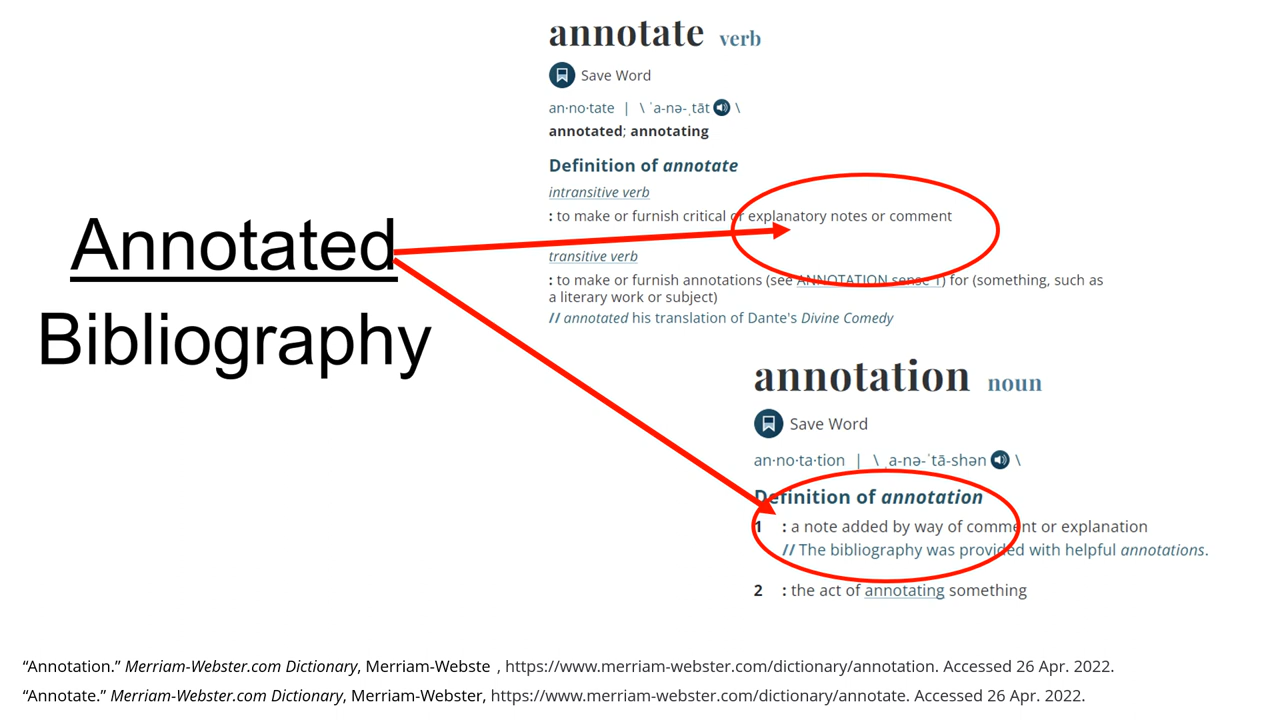 Annotated
Bibliography
annotate verb
Save Word
an·no·tate | \ ˈa-nə-ˌtāt \
annotated; annotating
Definition of annotate
intransitive verb
: to make or furnish critical or explanatory notes or comment
transitive verb
: to make or furnish annotations (see ANNOTATION sense 1) for (something, such as
a literary work or subject)
// annotated his translation of Dante's Divine Comedy
annotation noun
Save Word
an·no·ta·tion | \ ˌa-nə-ˈtā-shən \
Definition of annotation
1 : a note added by way of comment or explanation
// The bibliography was provided with helpful annotations.
2 : the act of annotating something
“Annotation.” Merriam-Webster.com Dictionary, Merriam-Webste , https://www.merriam-webster.com/dictionary/annotation. Accessed 26 Apr. 2022.
“Annotate.” Merriam-Webster.com Dictionary, Merriam-Webster, https://www.merriam-webster.com/dictionary/annotate. Accessed 26 Apr. 2022.